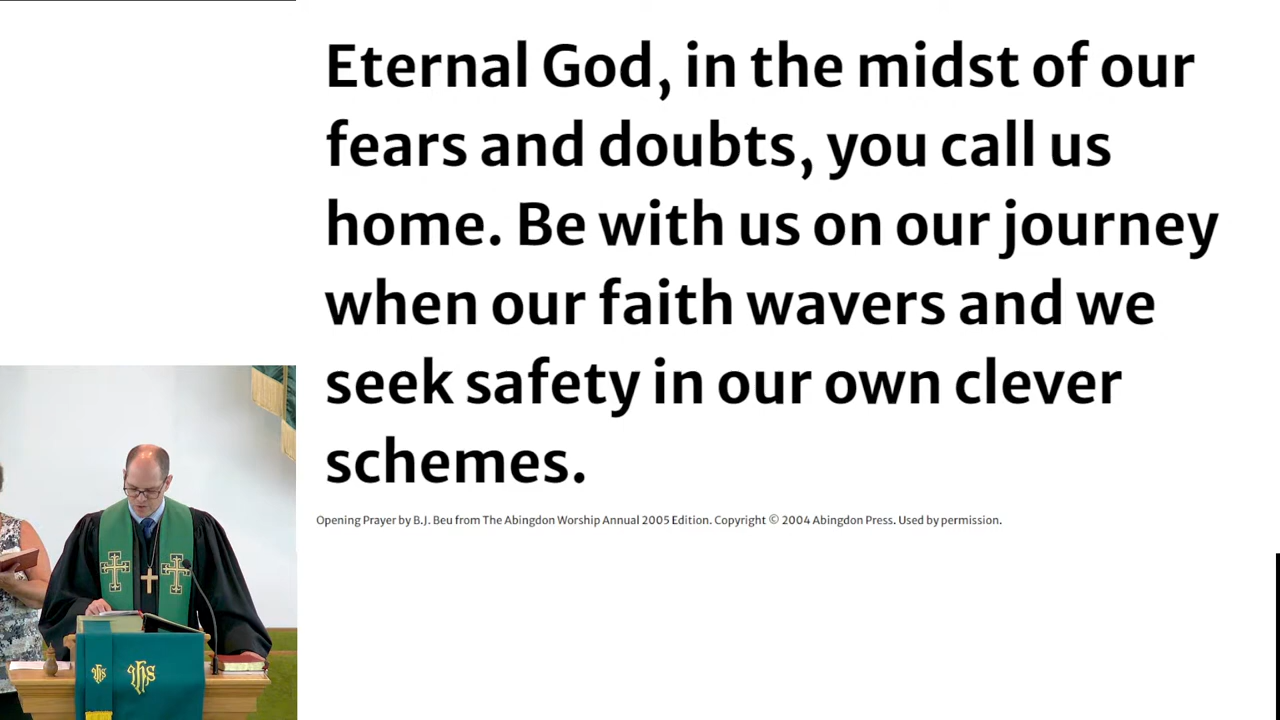 Eternal God, in the midst of our
fears and doubts, you call us
home. Be with us on our journey
when our faith wavers and we
seek safety in our own clever
schemes.
Opening Prayer by B.J. Beu from The Abingdon Worship Annual 2005 Edition. Copyright © 2004 Abingdon Press. Used by permission.
IHS
IHS